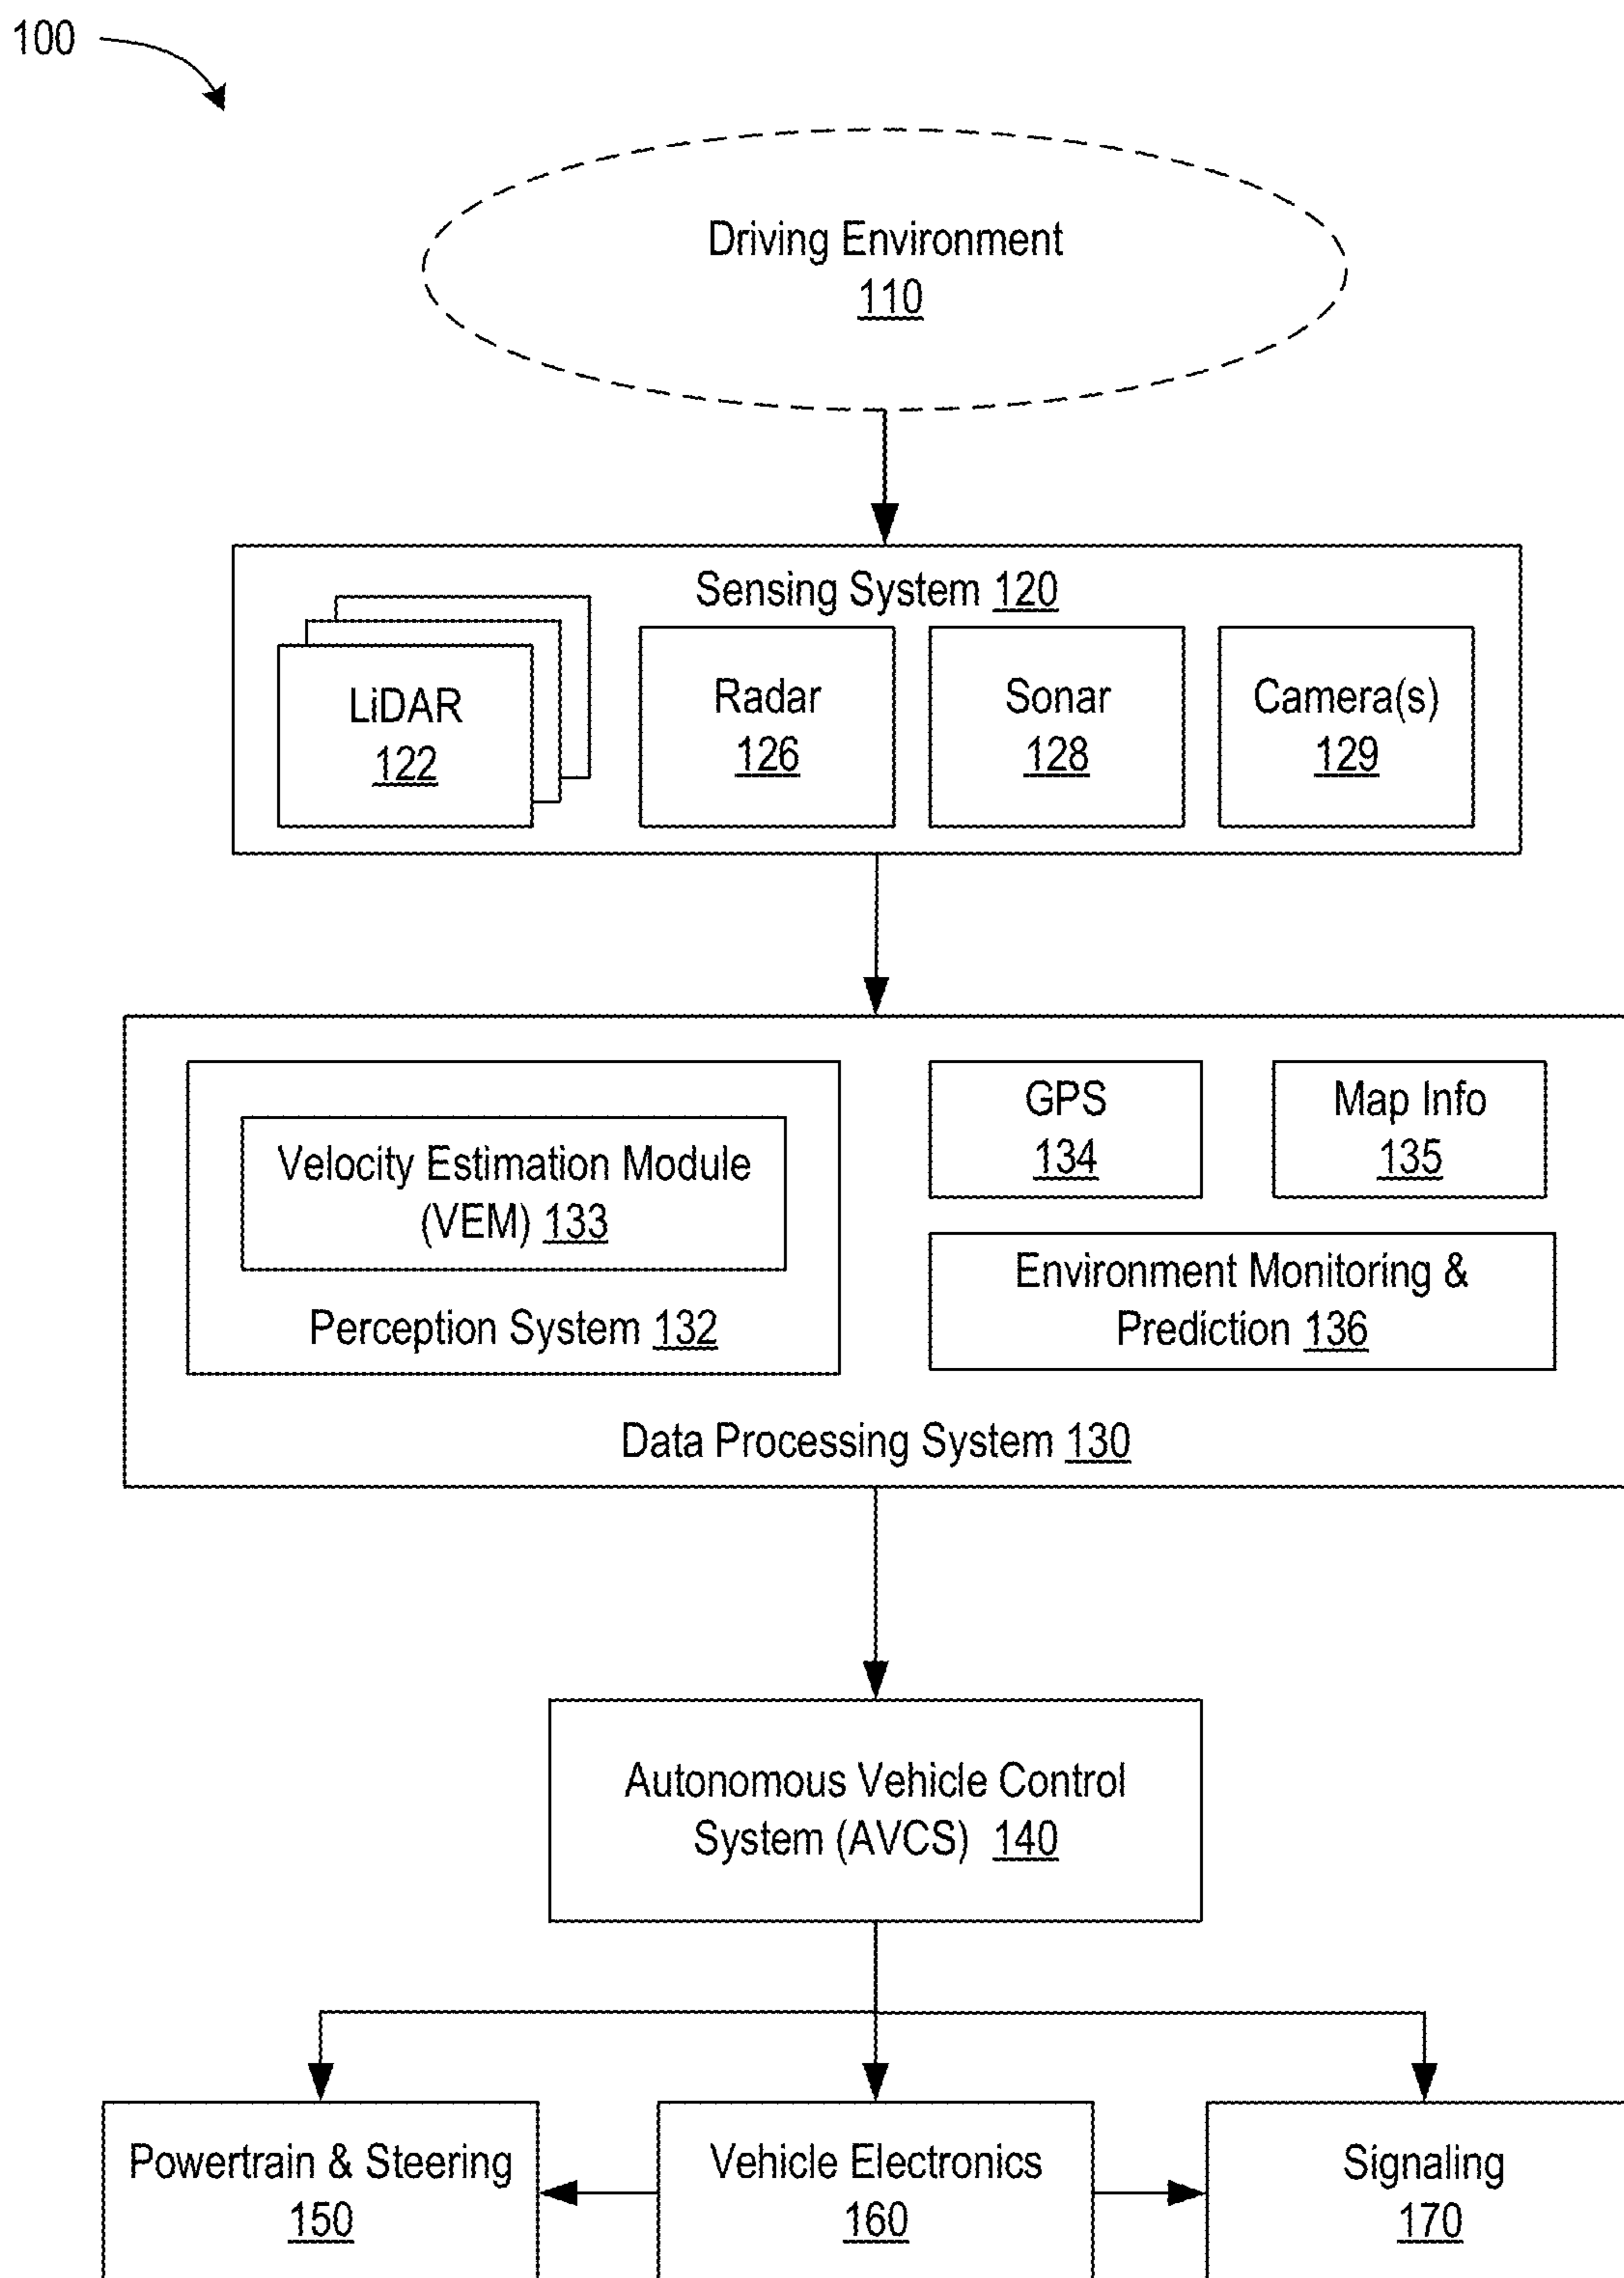 100
Driving Environment
110
Sensing System 120
LiDAR
122
Radar
126
Sonar
128
Camera(s)
129
Velocity Estimation Module
(VEM) 133
Perception System 132
GPS
134
Map Info
135
Environment Monitoring &
Prediction 136
Data Processing System 130
Autonomous Vehicle Control
System (AVCS) 140
Powertrain & Steering
150
Vehicle Electronics
160
Signaling
170